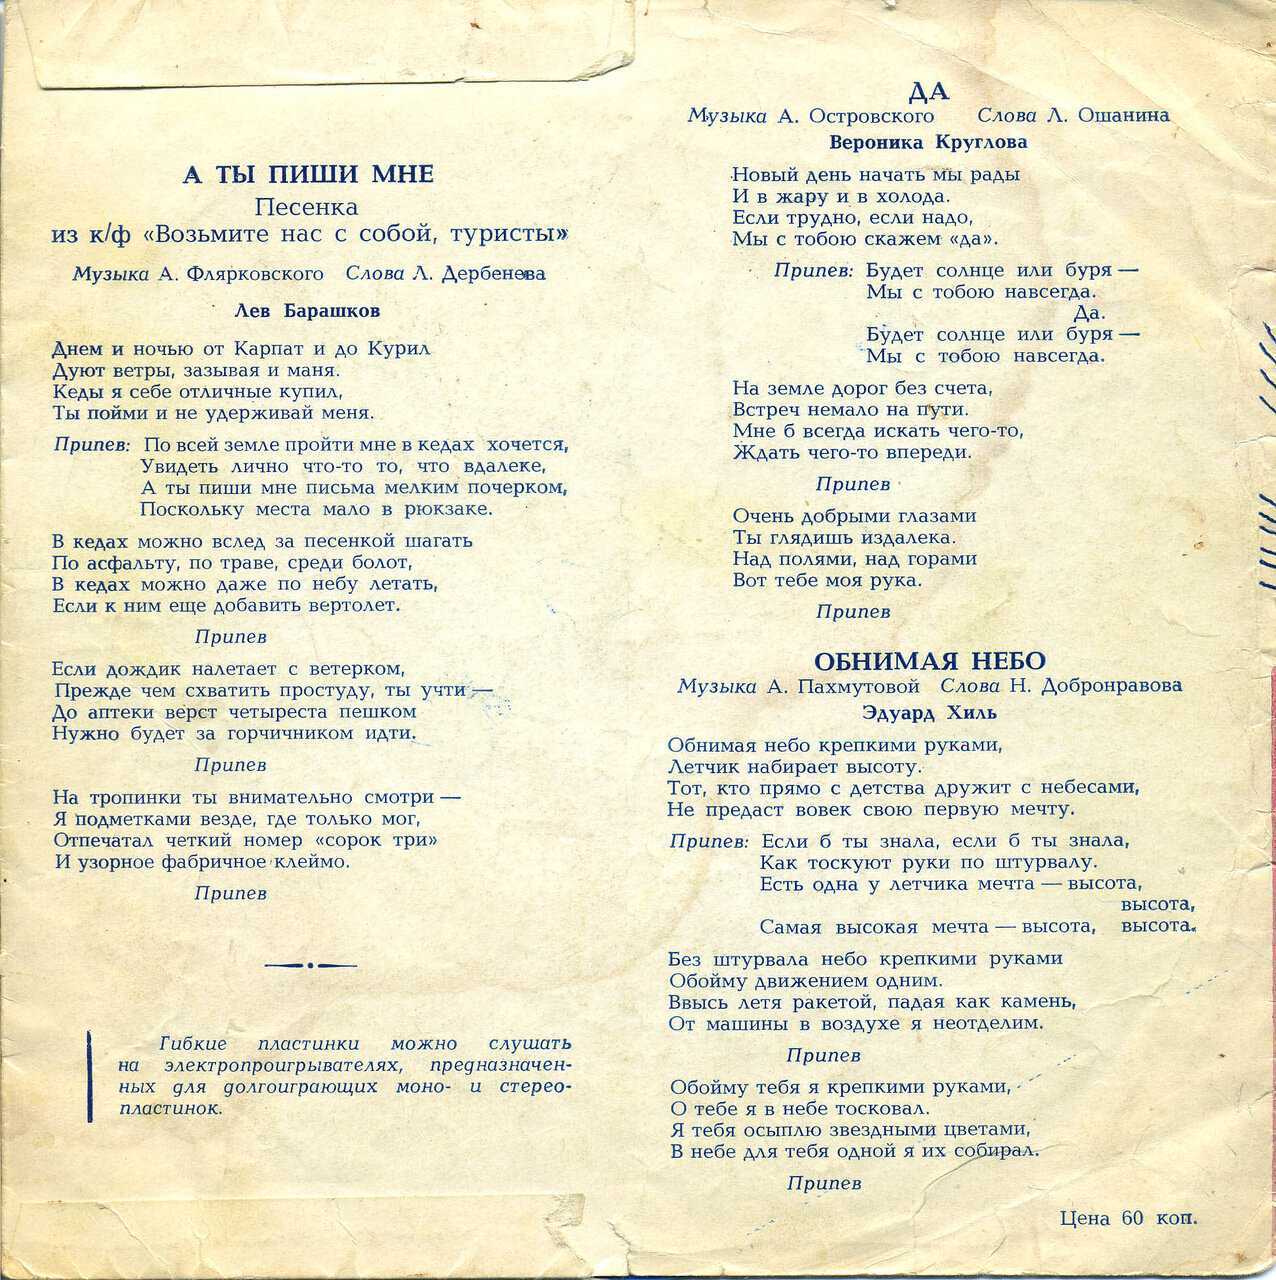 А ТЫ ПИШИ МНЕ
Песенка
из к/ф «Возьмите нас с собой, туристы»
Музыка А. Флярковского Слова Л. Дербенева
Лев Барашков
Днем и ночью от Карпат и до Курил
Дуют ветры, зазывая и маня.
Кеды я себе отличные купил,
Ты пойми и не удерживай меня.
Припев: По всей земле пройти мне в кедах хочется,
Увидеть лично что-то то, что вдалеке,
А ты пиши мне письма мелким почерком,
Поскольку места мало в рюкзаке.
В кедах можно вслед за песенкой шагать
По асфальту, по траве, среди болот,
В кедах можно даже по небу летать,
Если к ним еще добавить вертолет.
Припев
Если дождик налетает с ветерком,
Прежде чем схватить простуду, ты учти —
До аптеки верст четыреста пешком
Нужно будет за горчичником идти.
Припев
На тропинки ты внимательно смотри —
Я подметками везде, где только мог,
Отпечатал четкий номер «сорок три»
И узорное фабричное клеймо.
Припев
Гибкие пластинки можно слушать
на электропроигрывателях, предназначен-
ных для долгоиграющих моно- и стерео-
пластинок.
ДА
Музыка А. Островского Слова Л. Ошанина
Вероника Круглова
Новый день начать мы рады
И в жару и в холода.
Если трудно, если надо,
Мы с тобою скажем «да».
Припев: Будет солнце или буря —
Мы с тобою навсегда.
Да.
Будет солнце или буря —
Мы с тобою навсегда.
На земле дорог без счета,
Встреч немало на пути.
Мне б всегда искать чего-то,
Ждать чего-то впереди.
Припев
Очень добрыми глазами
Ты глядишь издалека.
Над полями, над горами
Вот тебе моя рука.
Припев
ОБНИМАЯ НЕБО
Музыка А. Пахмутовой Слова Н. Добронравова
Эдуард Хиль
Обнимая небо крепкими руками,
Летчик набирает высоту.
Тот, кто прямо с детства дружит с небесами,
Не предаст вовек свою первую мечту.
Припев: Если б ты знала, если б ты знала,
Как тоскуют руки по штурвалу.
Есть одна у летчика мечта — высота,
высота,
Самая высокая мечта — высота, высота.
Без штурвала небо крепкими руками
Обойму движением одним.
Ввысь летя ракетой, падая как камень,
От машины в воздухе я неотделим.
Припев
Обойму тебя я крепкими руками,
О тебе я в небе тосковал.
Я тебя осыплю звездными цветами,
В небе для тебя одной я их собирал.
Припев
Цена 60 коп.